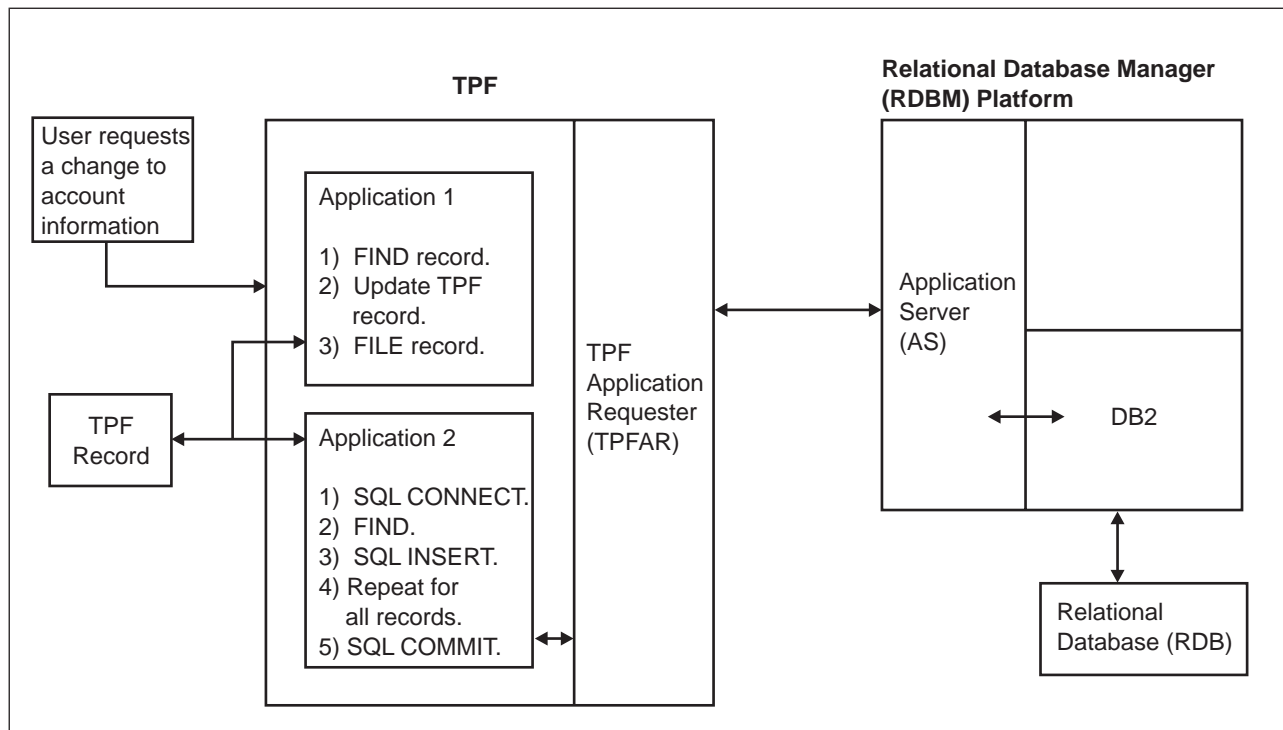 TPF
Relational Database Manager
(RDBM) Platform
User requests
a change to
account
information
Application 1
1) FIND record.
2) Update TPF
record.
3) FILE record.
TPF
Record
Application 2
1) SQL CONNECT.
2) FIND.
3) SQL INSERT.
4) Repeat for
all records.
5) SQL COMMIT.
TPF
Application
Requester
(TPFAR)
Application
Server
(AS)
DB2
Relational
Database (RDB)